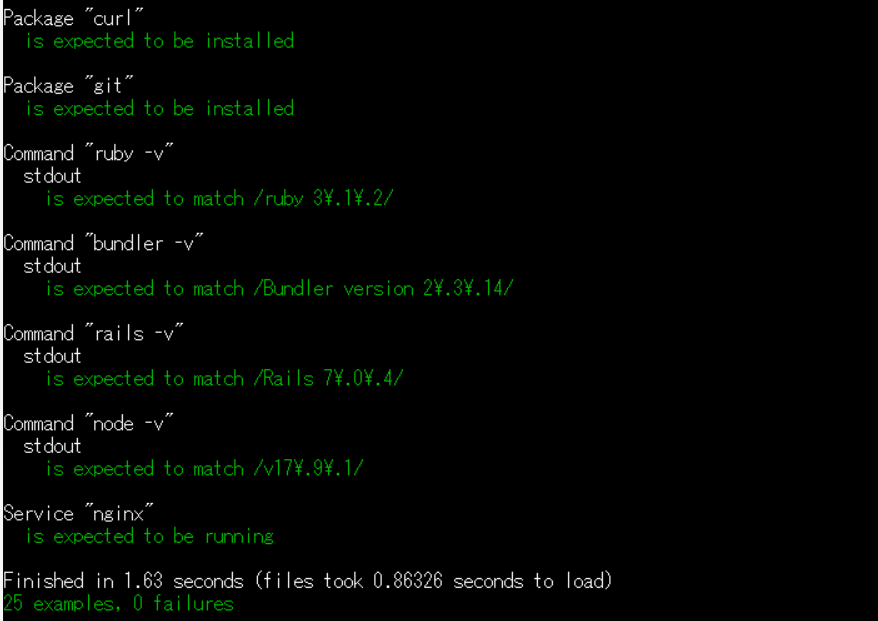 Package "curl"
is expected to be installed
Package "git"
is expected to be installed
Command "ruby -v"
stdout
is expected to match /ruby 3¥.1¥.2/
Command "bundler -v"
stdout
is expected to match /Bundler version 2¥.3¥.14/
Command "rails -v"
stdout
is expected to match /Rails 7¥.0¥.4/
Command "node -v"
stdout
is expected to match /v17¥.9¥.1/
Service "nginx"
is expected to be running
Finished in 1.63 seconds (files took 0.86326 seconds to load)
25 examples, 0 failures